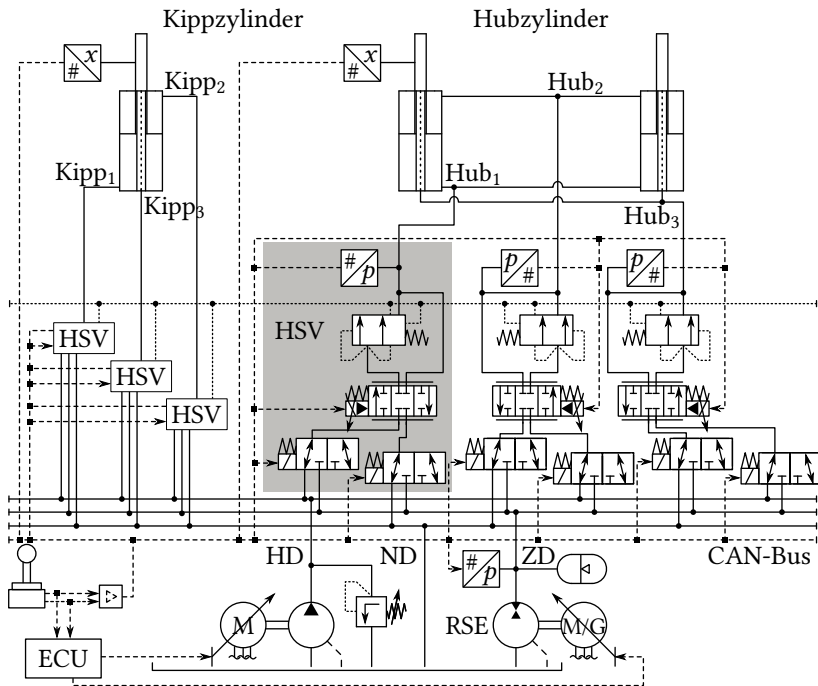 Kippzylinder
Hubzylinder
x
#
x
#
Kipp₂
Hub₂
Kipp₁
Hub₁
Kipp₃
Hub₃
#
p
p
#
p
#
HSV
HSV
HSV
HSV
HD
ND
#
p
ZD
CAN-Bus
M
RSE
M/G
ECU